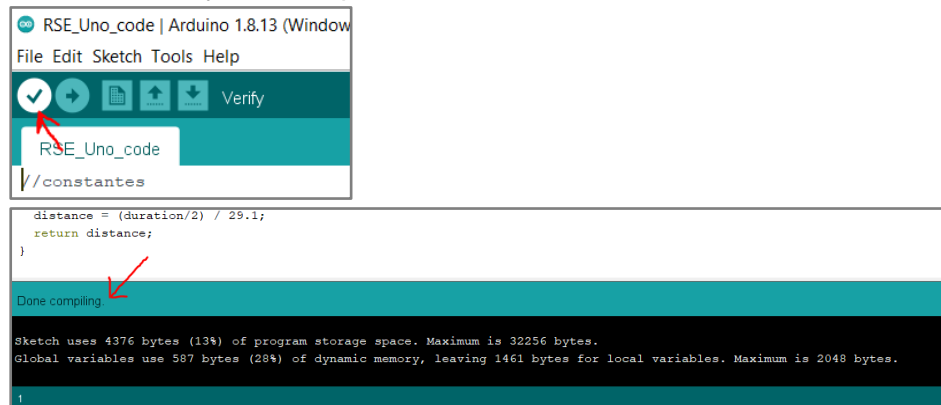 RSE_Uno_code | Arduino 1.8.13 (Window
File Edit Sketch Tools Help
Verify
RSE_Uno_code
//constantes
distance = (duration/2) / 29.1;
return distance;
}
Done compiling.
Sketch uses 4376 bytes (13%) of program storage space. Maximum is 32256 bytes.
Global variables use 587 bytes (28%) of dynamic memory, leaving 1461 bytes for local variables. Maximum is 2048 bytes.
1